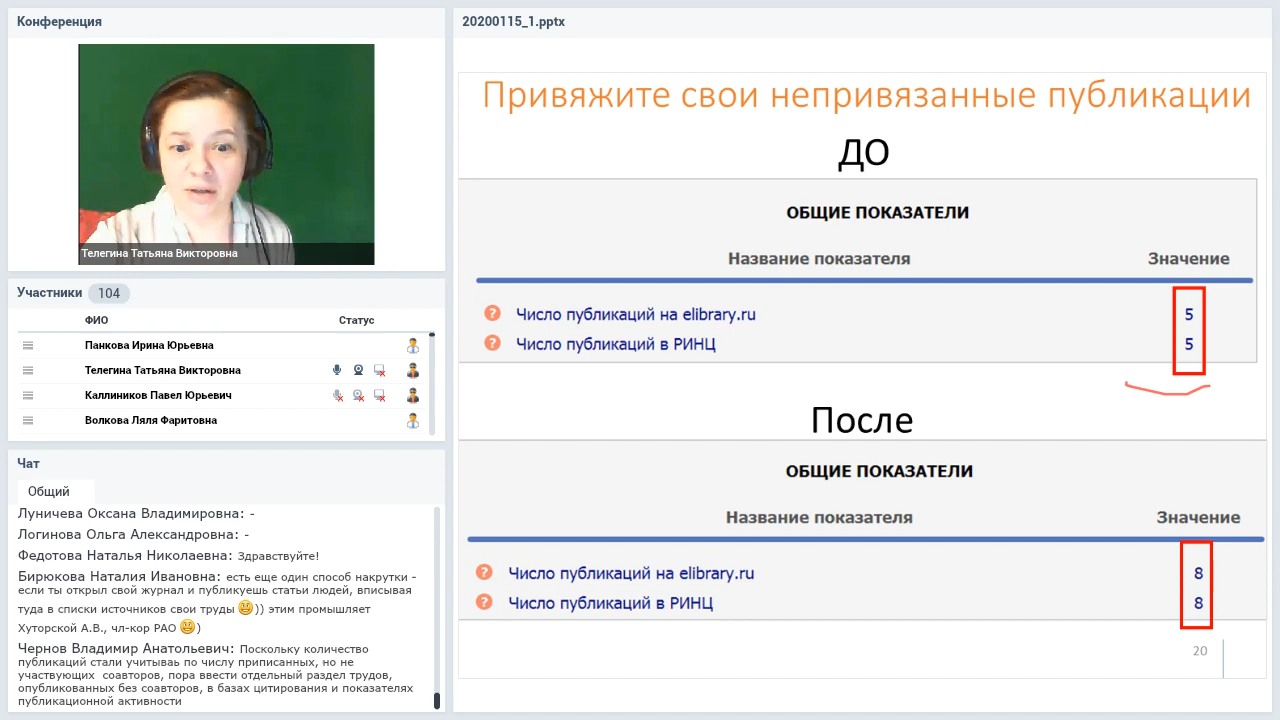 Конференция
Телегина Татьяна Викторовна
Участники 104
ФИО Статус
Панкова Ирина Юрьевна
Телегина Татьяна Викторовна
Каллиников Павел Юрьевич
Волкова Ляля Фаритовна
Чат
Общий
Луничева Оксана Владимировна: -
Логинова Ольга Александровна: -
Федотова Наталья Николаевна: Здравствуйте!
Бирюкова Наталия Ивановна: есть еще один способ накрутки -
если ты открыл свой журнал и публикуешь статьи людей, вписывая
туда в списки источников свои труды )) этим промышляет
Хуторской А.В., чл-кор РАО )
Чернов Владимир Анатольевич: Поскольку количество
публикаций стали учитываь по числу приписанных, но не
участвующих соавторов, пора ввести отдельный раздел трудов,
опубликованных без соавторов, в базах цитирования и показателях
публикационной активности
20200115_1.pptx
Привяжите свои непривязанные публикации
ДО
ОБЩИЕ ПОКАЗАТЕЛИ
Название показателя Значение
? Число публикаций на elibrary.ru 5
? Число публикаций в РИНЦ 5
После
ОБЩИЕ ПОКАЗАТЕЛИ
Название показателя Значение
? Число публикаций на elibrary.ru 8
? Число публикаций в РИНЦ 8
20